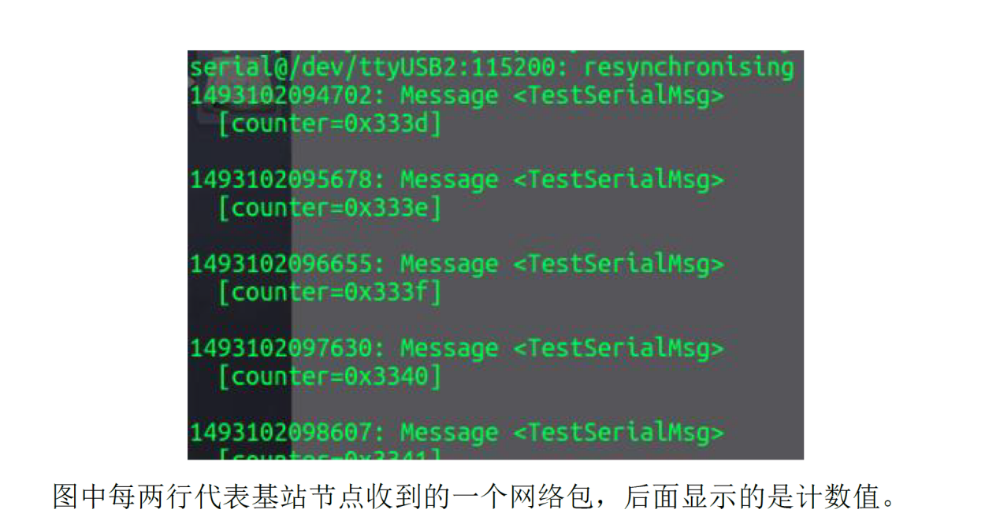 serial@/dev/ttyUSB2:115200: resynchronising
1493102094702: Message <TestSerialMsg>
[counter=0x333d]
1493102095678: Message <TestSerialMsg>
[counter=0x333e]
1493102096655: Message <TestSerialMsg>
[counter=0x333f]
1493102097630: Message <TestSerialMsg>
[counter=0x3340]
1493102098607: Message <TestSerialMsg>
[counter=0x3341]
图中每两行代表基站节点收到的一个网络包，后面显示的是计数值。